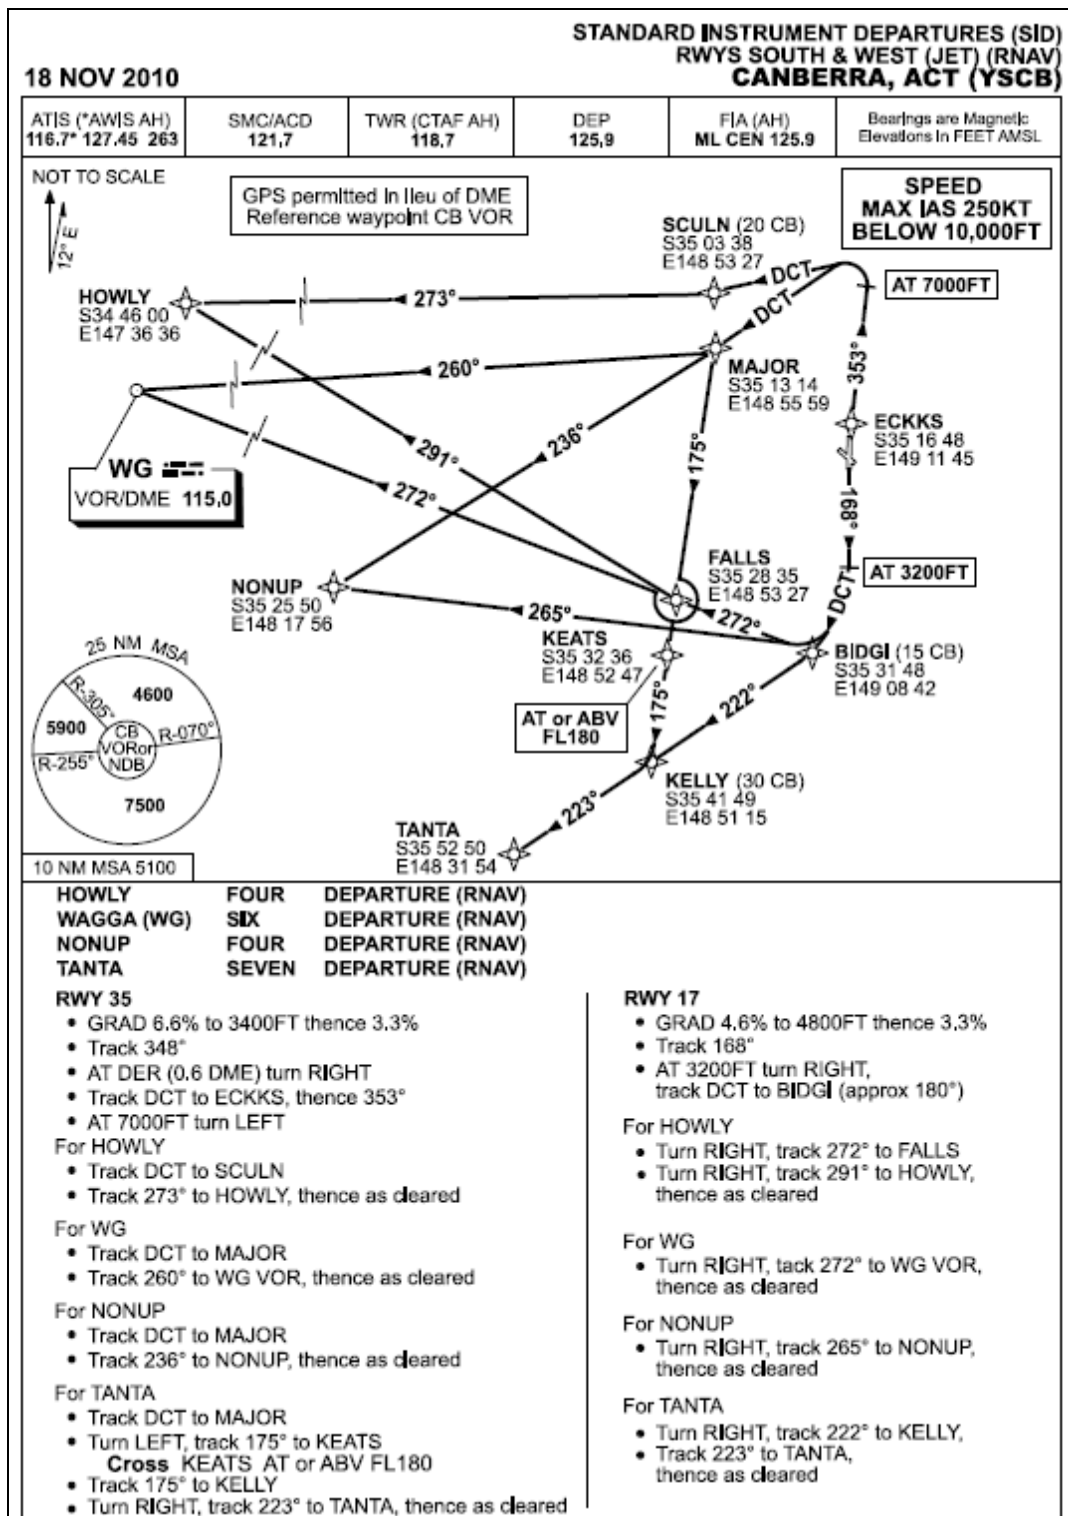 STANDARD INSTRUMENT DEPARTURES (SID)
RWYS SOUTH & WEST (JET) (RNAV)
18 NOV 2010
CANBERRA, ACT (YSCB)
ATIS (*AWIS AH)
116.7* 127.45 263
SMC/ACD
121.7
TWR (CTAF AH)
118.7
DEP
125.9
FIA (AH)
ML CEN 125.9
Bearings are Magnetic
Elevations in FEET AMSL
NOT TO SCALE
12° E
GPS permitted in lieu of DME
Reference waypoint CB VOR
SPEED
MAX IAS 250KT
BELOW 10,000FT
SCULN (20 CB)
S35 03 38
E148 53 27
DCT
AT 7000FT
HOWLY
S34 46 00
E147 36 36
273°
DCT
MAJOR
S35 13 14
E148 55 59
260°
353°
ECKKS
S35 16 48
E149 11 45
WG
VOR/DME 115.0
291°
236°
175°
272°
168°
NONUP
S35 25 50
E148 17 56
FALLS
S35 28 35
E148 53 27
AT 3200FT
DCT
265°
272°
KEATS
S35 32 36
E148 52 47
BIDGI (15 CB)
S35 31 48
E149 08 42
25 NM MSA
4600
R-305°
5900
CB
VORor
NDB
R-070°
R-255°
7500
10 NM MSA 5100
AT or ABV
FL180
175°
222°
KELLY (30 CB)
S35 41 49
E148 51 15
223°
TANTA
S35 52 50
E148 31 54
HOWLY FOUR DEPARTURE (RNAV)
WAGGA (WG) SIX DEPARTURE (RNAV)
NONUP FOUR DEPARTURE (RNAV)
TANTA SEVEN DEPARTURE (RNAV)
RWY 35
• GRAD 6.6% to 3400FT thence 3.3%
• Track 348°
• AT DER (0.6 DME) turn RIGHT
• Track DCT to ECKKS, thence 353°
• AT 7000FT turn LEFT
For HOWLY
• Track DCT to SCULN
• Track 273° to HOWLY, thence as cleared
For WG
• Track DCT to MAJOR
• Track 260° to WG VOR, thence as cleared
For NONUP
• Track DCT to MAJOR
• Track 236° to NONUP, thence as cleared
For TANTA
• Track DCT to MAJOR
• Turn LEFT, track 175° to KEATS
Cross KEATS AT or ABV FL180
• Track 175° to KELLY
• Turn RIGHT, track 223° to TANTA, thence as cleared
RWY 17
• GRAD 4.6% to 4800FT thence 3.3%
• Track 168°
• AT 3200FT turn RIGHT,
track DCT to BIDGI (approx 180°)
For HOWLY
• Turn RIGHT, track 272° to FALLS
• Turn RIGHT, track 291° to HOWLY,
thence as cleared
For WG
• Turn RIGHT, tack 272° to WG VOR,
thence as cleared
For NONUP
• Turn RIGHT, track 265° to NONUP,
thence as cleared
For TANTA
• Turn RIGHT, track 222° to KELLY,
• Track 223° to TANTA,
thence as cleared